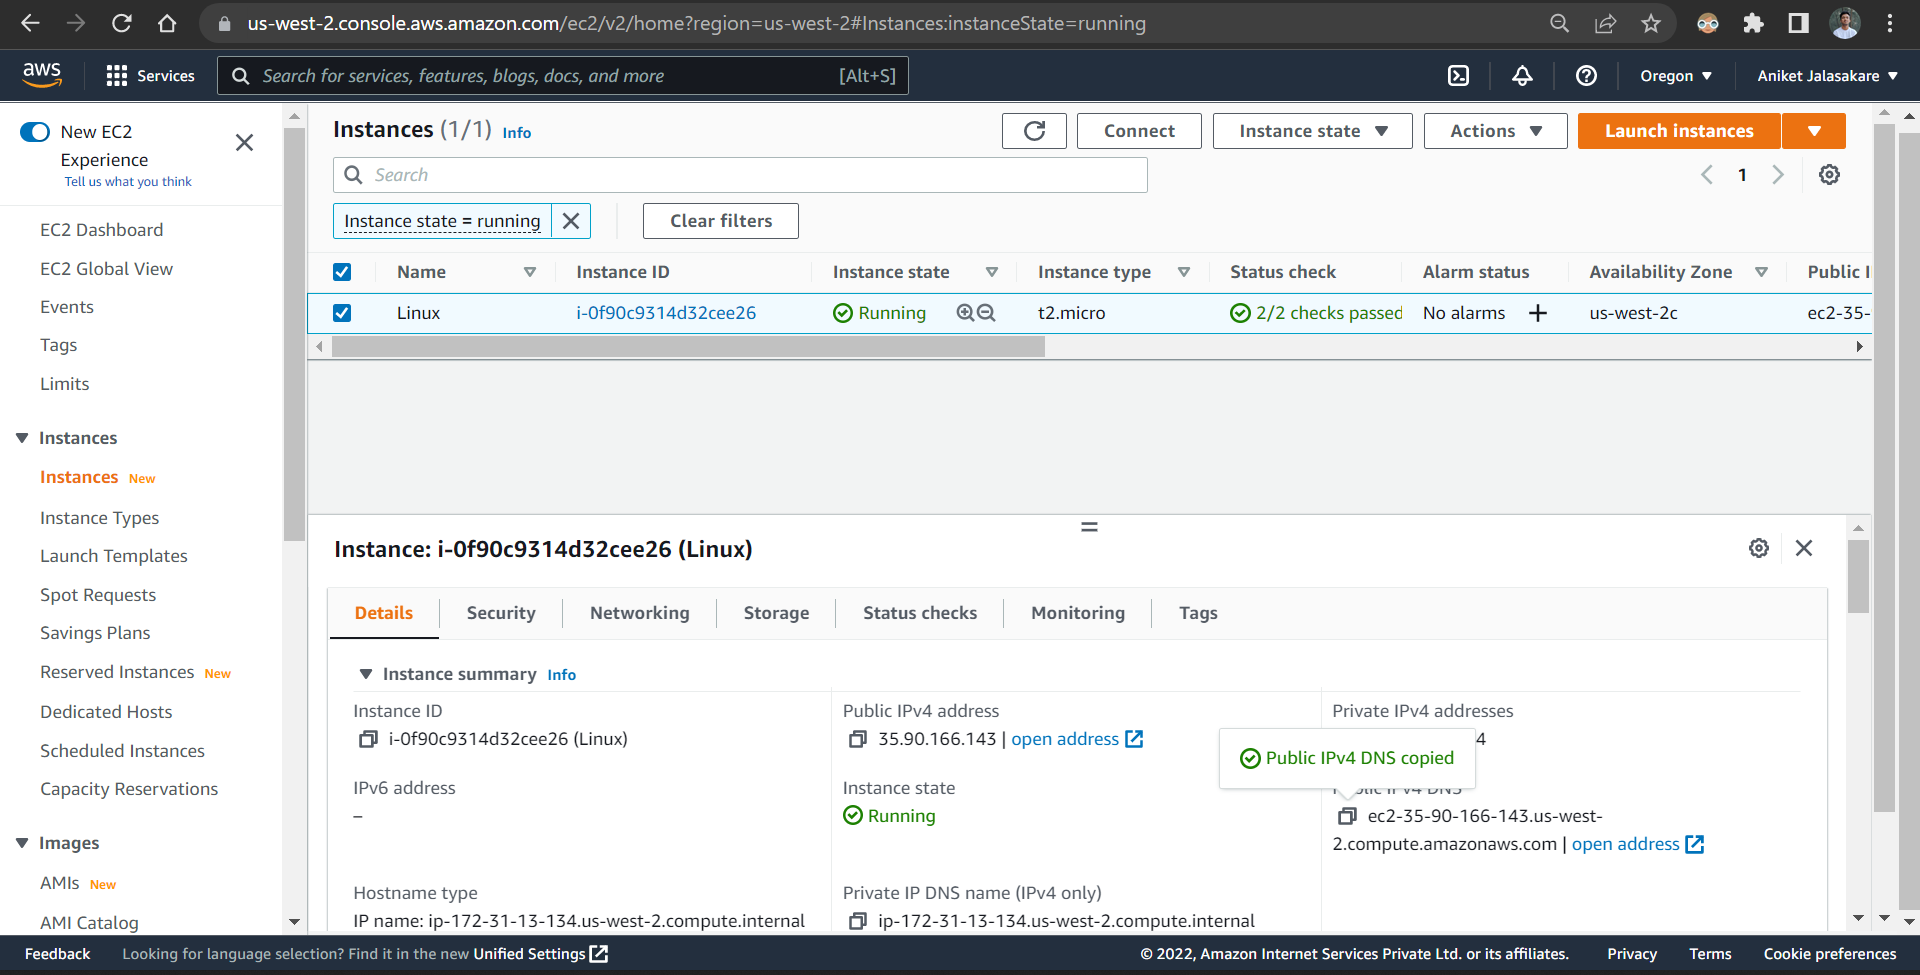 us-west-2.console.aws.amazon.com/ec2/v2/home?region=us-west-2#Instances:instanceState=running
aws
Services
Search for services, features, blogs, docs, and more
[Alt+S]
Oregon
Aniket Jalasakare
New EC2
Experience
Tell us what you think
EC2 Dashboard
EC2 Global View
Events
Tags
Limits
Instances
Instances New
Instance Types
Launch Templates
Spot Requests
Savings Plans
Reserved Instances New
Dedicated Hosts
Scheduled Instances
Capacity Reservations
Images
AMIs New
AMI Catalog
Instances (1/1) Info
Connect
Instance state
Actions
Launch instances
Search
1
Instance state = running
Clear filters
Name
Instance ID
Instance state
Instance type
Status check
Alarm status
Availability Zone
Public I
Linux
i-0f90c9314d32cee26
Running
t2.micro
2/2 checks passed
No alarms
us-west-2c
ec2-35-
Instance: i-0f90c9314d32cee26 (Linux)
Details
Security
Networking
Storage
Status checks
Monitoring
Tags
Instance summary Info
Instance ID
i-0f90c9314d32cee26 (Linux)
Public IPv4 address
35.90.166.143 | open address
Private IPv4 addresses
4
Public IPv4 DNS copied
IPv6 address
–
Instance state
Running
Public IPv4 DNS
ec2-35-90-166-143.us-west-
2.compute.amazonaws.com | open address
Hostname type
IP name: ip-172-31-13-134.us-west-2.compute.internal
Private IP DNS name (IPv4 only)
ip-172-31-13-134.us-west-2.compute.internal
Feedback
Looking for language selection? Find it in the new Unified Settings
© 2022, Amazon Internet Services Private Ltd. or its affiliates.
Privacy
Terms
Cookie preferences